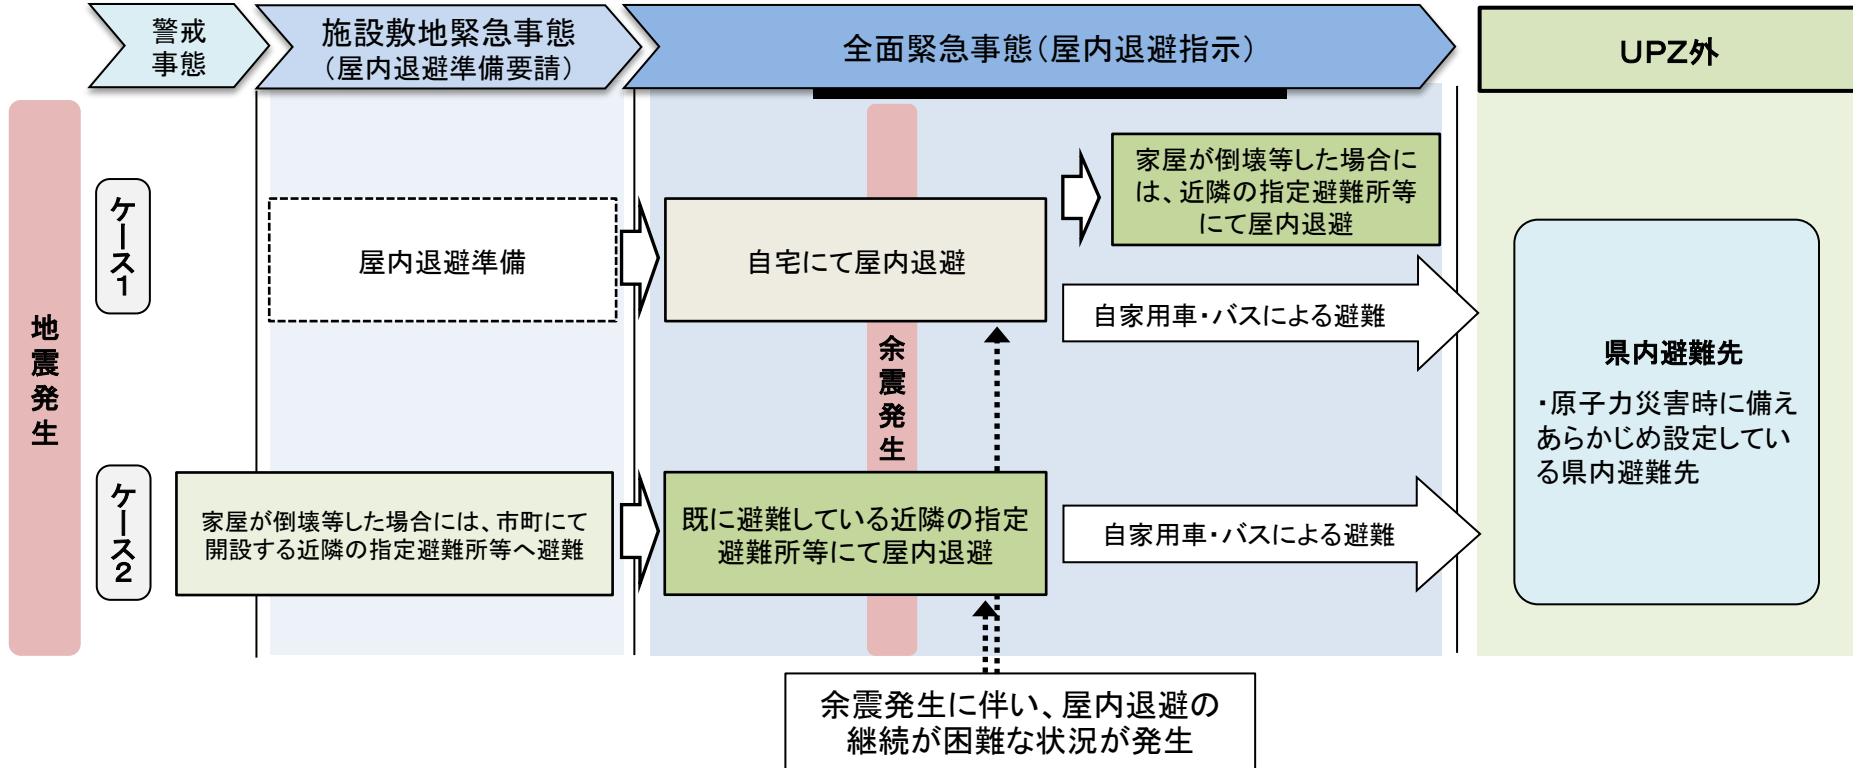 警戒
事態
施設敷地緊急事態
（屋内退避準備要請）
全面緊急事態（屋内退避指示）
UPZ外
地震発生
ケース1
屋内退避準備
自宅にて屋内退避
家屋が倒壊等した場合に
は、近隣の指定避難所等
にて屋内退避
自家用車・バスによる避難
余震発生
県内避難先
・原子力災害時に備え
あらかじめ設定してい
る県内避難先
ケース2
家屋が倒壊等した場合には、市町にて
開設する近隣の指定避難所等へ避難
既に避難している近隣の指定
避難所等にて屋内退避
自家用車・バスによる避難
余震発生に伴い、屋内退避の
継続が困難な状況が発生